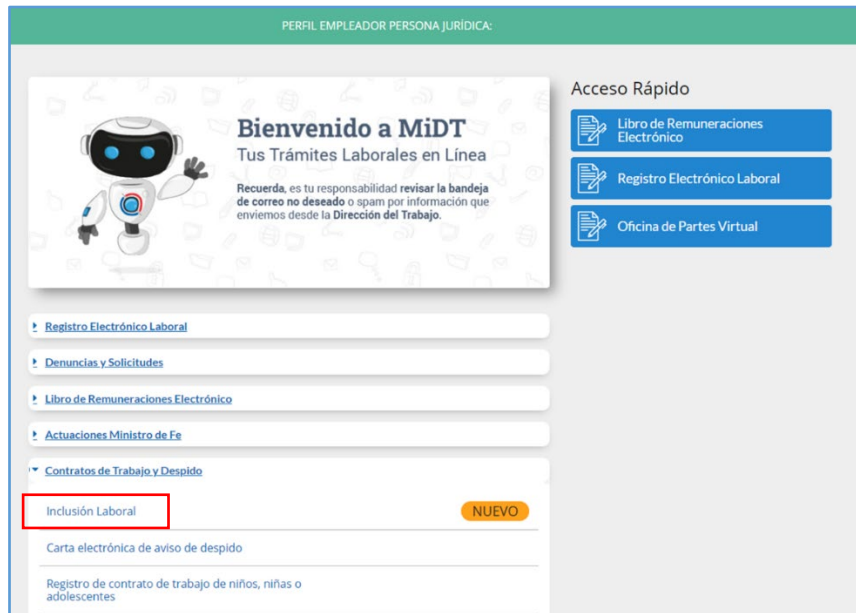 PERFIL EMPLEADOR PERSONA JURÍDICA:
Bienvenido a MiDT
Tus Trámites Laborales en Línea
Recuerda, es tu responsabilidad revisar la bandeja
de correo no deseado o spam por información que
enviemos desde la Dirección del Trabajo.
Acceso Rápido
Libro de Remuneraciones
Electrónico
Registro Electrónico Laboral
Oficina de Partes Virtual
Registro Electrónico Laboral
Denuncias y Solicitudes
Libro de Remuneraciones Electrónico
Actuaciones Ministro de Fe
Contratos de Trabajo y Despido
Inclusión Laboral NUEVO
Carta electrónica de aviso de despido
Registro de contrato de trabajo de niños, niñas o
adolescentes